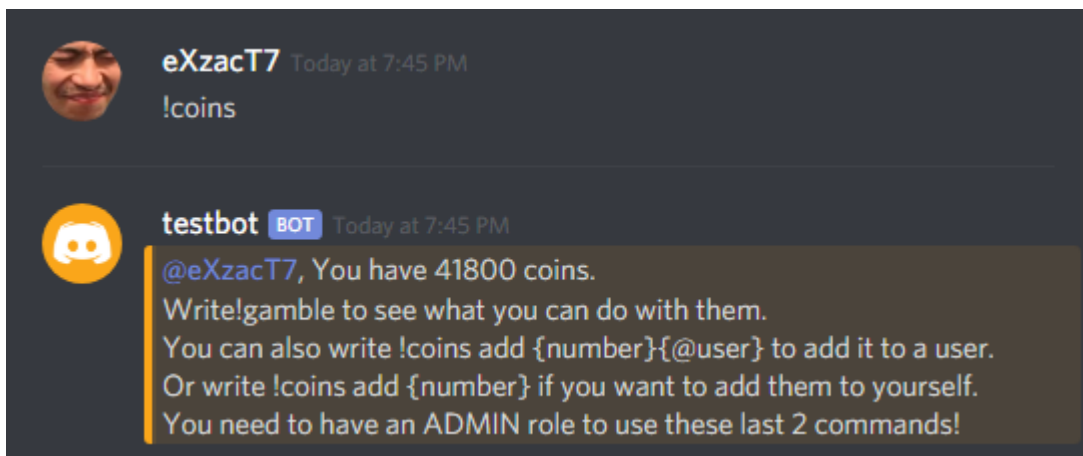 eXzacT7 Today at 7:45 PM
!coins
testbot BOT Today at 7:45 PM
@eXzacT7, You have 41800 coins.
Write!gamble to see what you can do with them.
You can also write !coins add {number}{@user} to add it to a user.
Or write !coins add {number} if you want to add them to yourself.
You need to have an ADMIN role to use these last 2 commands!